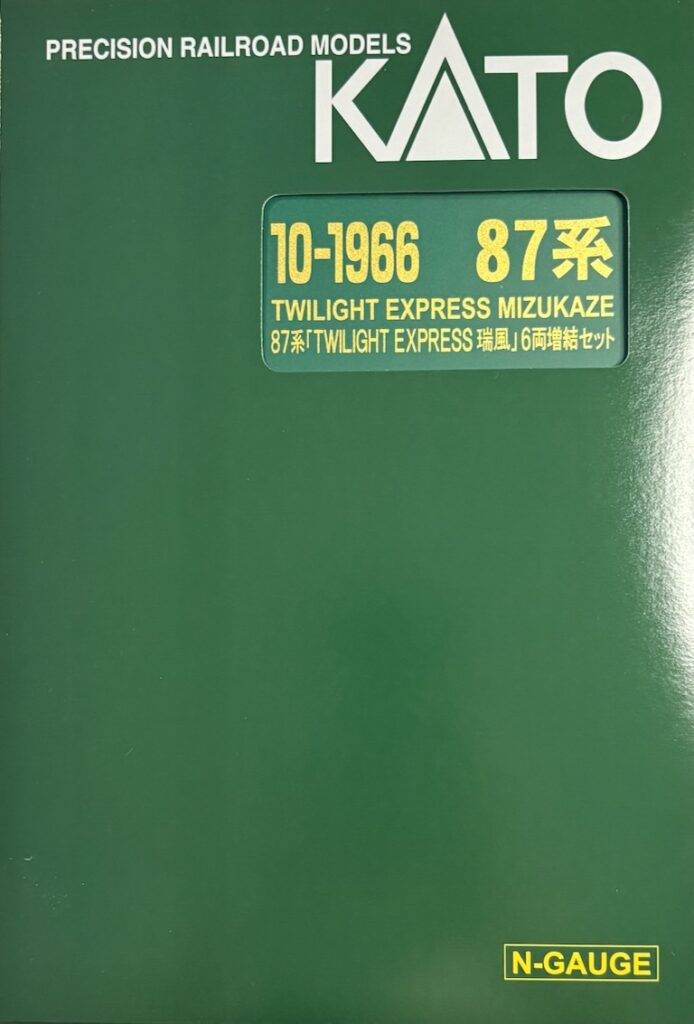 PRECISION RAILROAD MODELS
KATO
10-1966 87系
TWILIGHT EXPRESS MIZUKAZE
87系「TWILIGHT EXPRESS 瑞風」6両増結セット
N-GAUGE